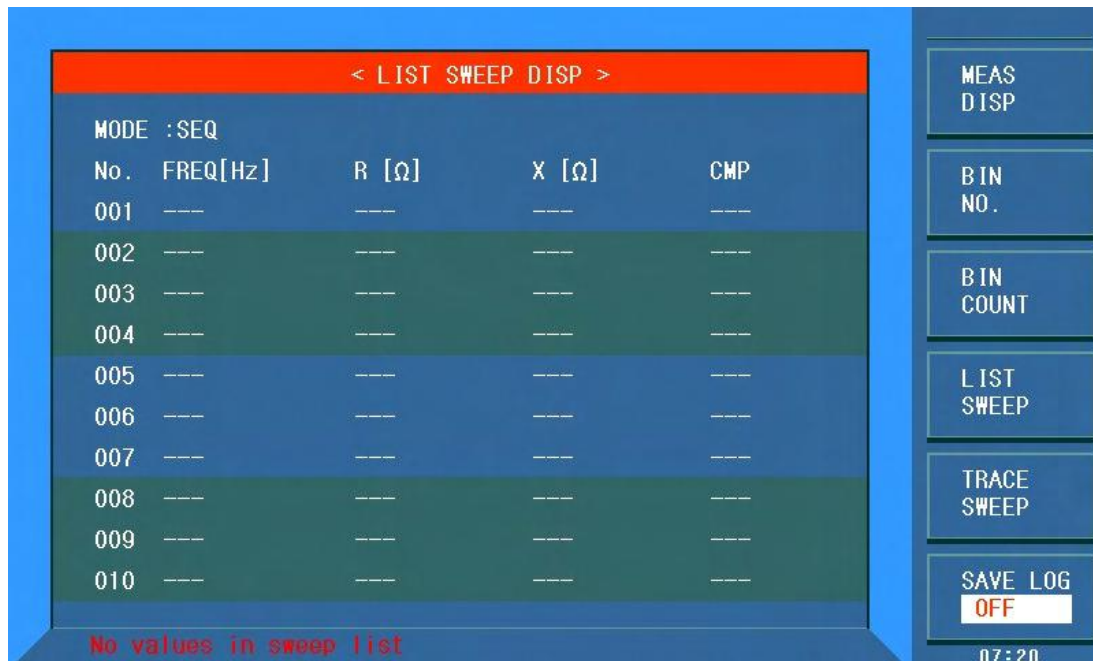 < LIST SWEEP DISP >
MODE :SEQ
No. FREQ[Hz] R [Ω] X [Ω] CMP
001 --- --- --- ---
002 --- --- --- ---
003 --- --- --- ---
004 --- --- --- ---
005 --- --- --- ---
006 --- --- --- ---
007 --- --- --- ---
008 --- --- --- ---
009 --- --- --- ---
010 --- --- --- ---
No values in sweep list
MEAS
DISP
BIN
NO.
BIN
COUNT
LIST
SWEEP
TRACE
SWEEP
SAVE LOG
OFF
07:20